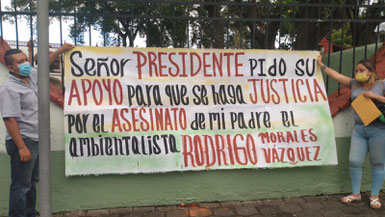 SEÑOR PRESIDENTE PIDO SU
APOYO PARA QUE SE HAGA JUSTICIA
POR EL ASESINATO DE MI PADRE EL
AMBIENTALISTA RODRIGO MORALES
VÁZQUEZ